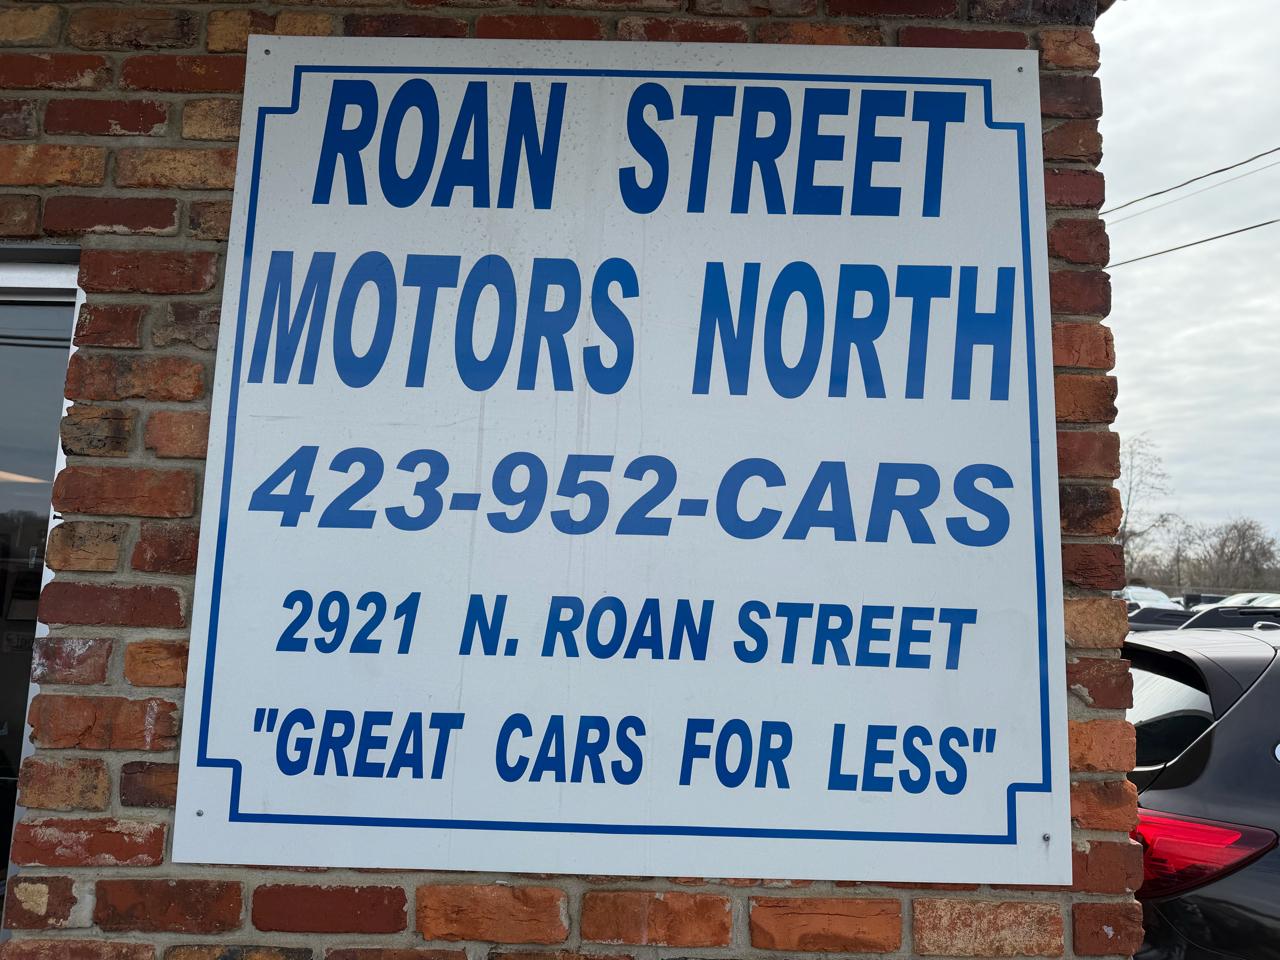 ROAN STREET
MOTORS NORTH
423-952-CARS
2921 N. ROAN STREET
"GREAT CARS FOR LESS"